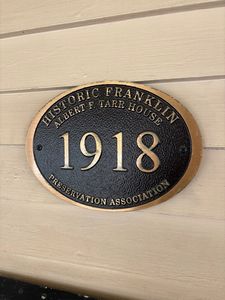 HISTORIC FRANKLIN
ALBERT F. TARR HOUSE
1918
PRESERVATION ASSOCIATION